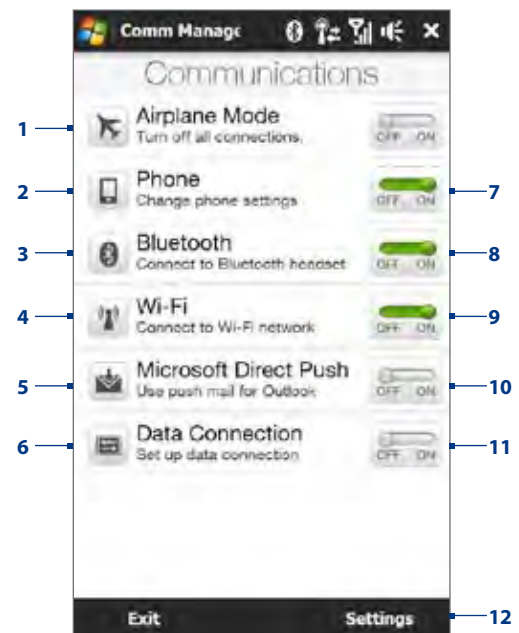 Comm Manage
Communications
1 Airplane Mode
Turn off all connections.
OFF ON
2 Phone
Change phone settings
OFF ON 7
3 Bluetooth
Connect to Bluetooth headset
OFF ON 8
4 Wi-Fi
Connect to Wi-Fi network
OFF ON 9
5 Microsoft Direct Push
Use push mail for Outlook
OFF ON 10
6 Data Connection
Set up data connection
OFF ON 11
Exit Settings 12